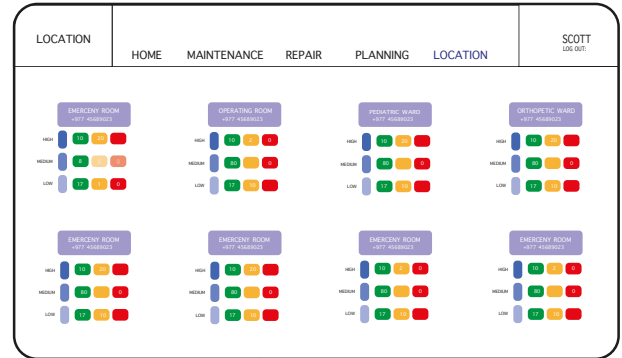 LOCATION
HOME MAINTENANCE REPAIR PLANNING LOCATION
SCOTT
LOG OUT:
EMERCENY ROOM
+977 45689023
HIGH 10 20
MEDIUM 8 0
LOW 17 0
OPERATING ROOM
+977 45689023
HIGH 10 2 0
MEDIUM 80 0
LOW 17 10
PEDIATRIC WARD
+977 45689023
HIGH 10 20
MEDIUM 80
LOW 17 10
ORTHOPETIC WARD
+977 45689023
HIGH 10 20
MEDIUM 80
LOW 17 10
EMERCENY ROOM
+977 45689023
HIGH 10 20
MEDIUM 80 0
LOW 17 10
EMERCENY ROOM
+977 45689023
HIGH 10 20
MEDIUM 80 0
LOW 17 10
EMERCENY ROOM
+977 45689023
HIGH 10 2 0
MEDIUM 80 0
LOW 17 10
EMERCENY ROOM
+977 45689023
HIGH 10 2 0
MEDIUM 80 0
LOW 17 10